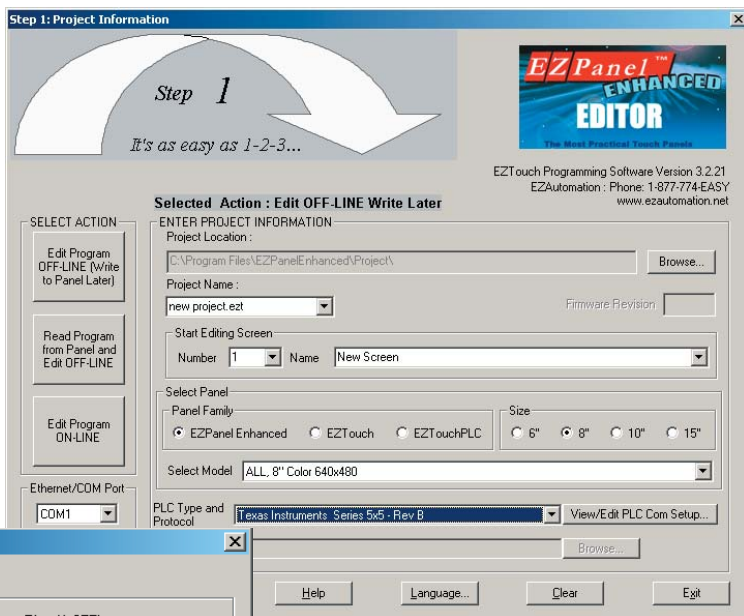 Step 1: Project Information
Step 1
It's as easy as 1-2-3...
EZPanel™
ENHANCED
EDITOR
The Most Practical Touch Panels
EZTouch Programming Software Version 3.2.21
EZAutomation : Phone: 1-877-774-EASY
www.ezautomation.net
Selected Action : Edit OFF-LINE Write Later
SELECT ACTION
Edit Program
OFF-LINE (Write
to Panel Later)
Read Program
from Panel and
Edit OFF-LINE
Edit Program
ON-LINE
Ethernet/COM Port
COM1
ENTER PROJECT INFORMATION
Project Location :
C:\Program Files\EZPanelEnhanced\Project\
Browse...
Project Name :
new project.ezt
Firmware Revision
Start Editing Screen
Number 1 Name New Screen
Select Panel
Panel Family
EZPanel Enhanced EZTouch EZTouchPLC
Size
6" 8" 10" 15"
Select Model ALL, 8" Color 640x480
PLC Type and
Protocol
Texas Instruments Series 5x5 - Rev B
View/Edit PLC Com Setup...
Browse...
Help Language... Clear Exit